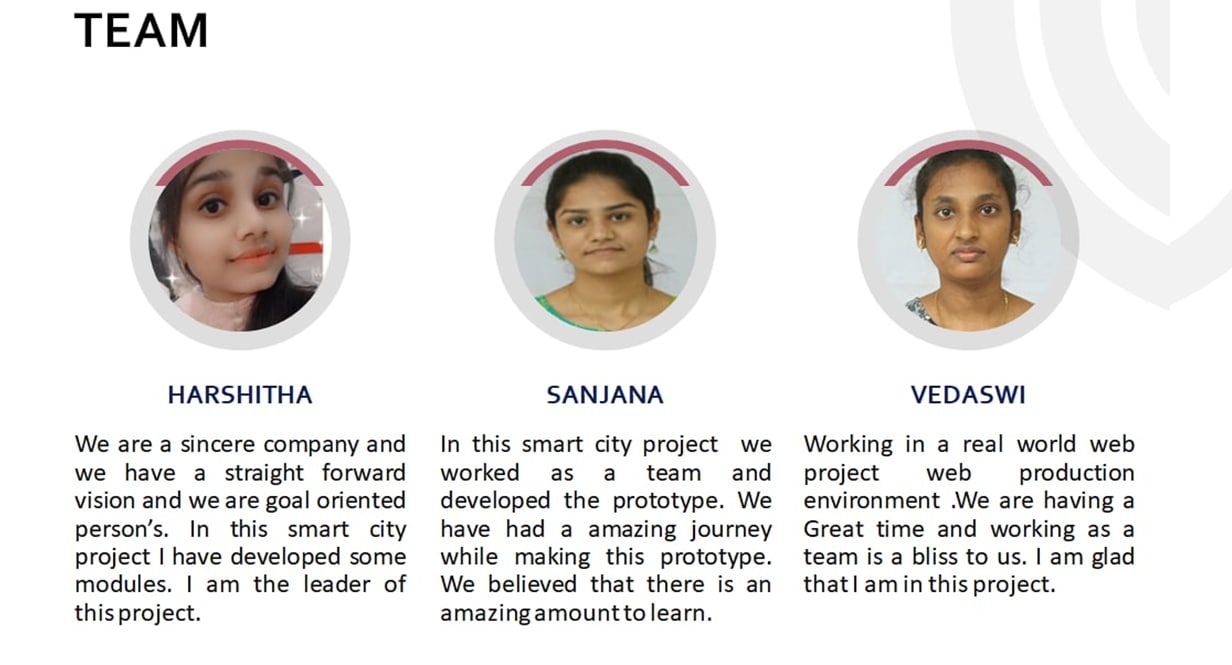 TEAM
HARSHITHA
We are a sincere company and
we have a straight forward
vision and we are goal oriented
person's. In this smart city
project I have developed some
modules. I am the leader of
this project.
SANJANA
In this smart city project we
worked as a team and
developed the prototype. We
have had a amazing journey
while making this prototype.
We believed that there is an
amazing amount to learn.
VEDASWI
Working in a real world web
project web production
environment .We are having a
Great time and working as a
team is a bliss to us. I am glad
that I am in this project.